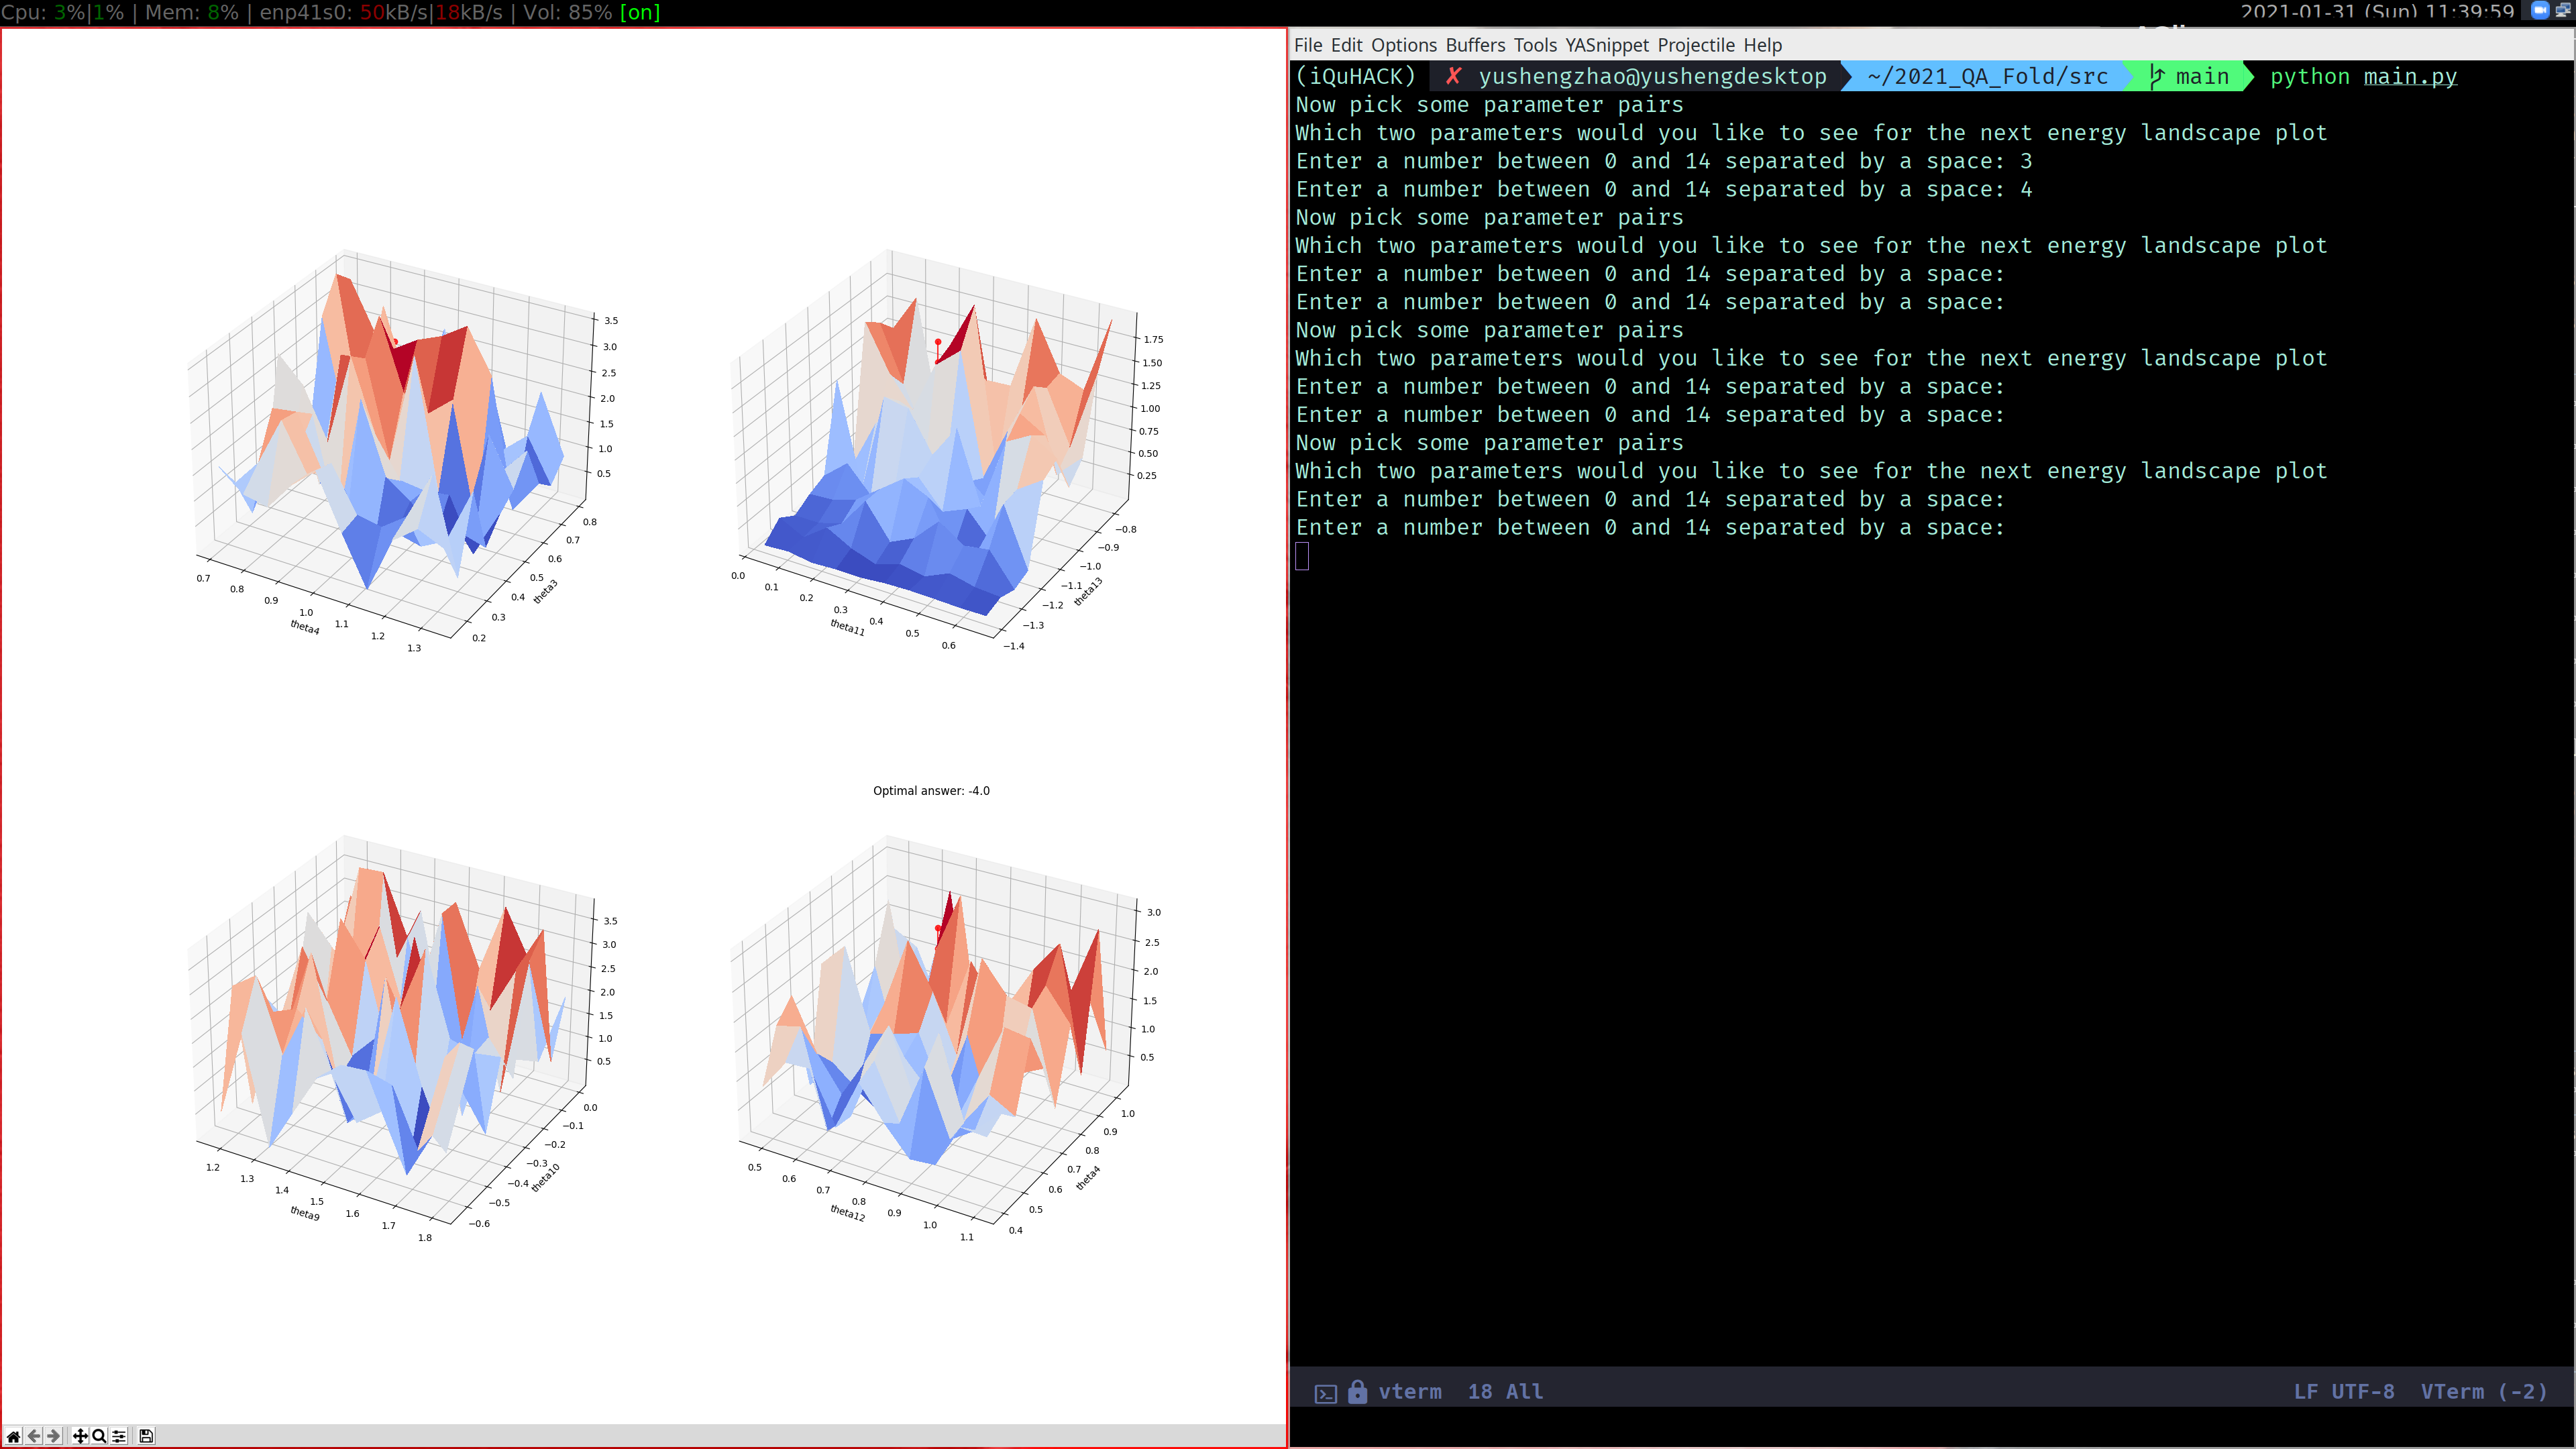 Cpu: 3%|1% | Mem: 8% | enp41s0: 50kB/s|18kB/s | Vol: 85% [on]
2021-01-31 (Sun) 11:39:59
File Edit Options Buffers Tools YASnippet Projectile Help
(iQuHACK) ✗ yushengzhao@yushengdesktop ~/2021_QA_Fold/src main python main.py
Now pick some parameter pairs
Which two parameters would you like to see for the next energy landscape plot
Enter a number between 0 and 14 separated by a space: 3
Enter a number between 0 and 14 separated by a space: 4
Now pick some parameter pairs
Which two parameters would you like to see for the next energy landscape plot
Enter a number between 0 and 14 separated by a space:
Enter a number between 0 and 14 separated by a space:
Now pick some parameter pairs
Which two parameters would you like to see for the next energy landscape plot
Enter a number between 0 and 14 separated by a space:
Enter a number between 0 and 14 separated by a space:
Now pick some parameter pairs
Which two parameters would you like to see for the next energy landscape plot
Enter a number between 0 and 14 separated by a space:
Enter a number between 0 and 14 separated by a space:
vterm 18 All
LF UTF-8 VTerm (-2)
3.5
3.0
2.5
2.0
1.5
1.0
0.5
0.7 0.8 0.9 1.0 1.1 1.2 1.3
theta4
0.2 0.3 0.4 0.5 0.6 0.7 0.8
theta3
1.75
1.50
1.25
1.00
0.75
0.50
0.25
0.0 0.1 0.2 0.3 0.4 0.5 0.6
theta11
−1.4 −1.3 −1.2 −1.1 −1.0 −0.9 −0.8
theta13
3.5
3.0
2.5
2.0
1.5
1.0
0.5
1.2 1.3 1.4 1.5 1.6 1.7 1.8
theta9
−0.6 −0.5 −0.4 −0.3 −0.2 −0.1 0.0
theta10
Optimal answer: -4.0
3.0
2.5
2.0
1.5
1.0
0.5
0.5 0.6 0.7 0.8 0.9 1.0 1.1
theta12
0.4 0.5 0.6 0.7 0.8 0.9 1.0
theta4